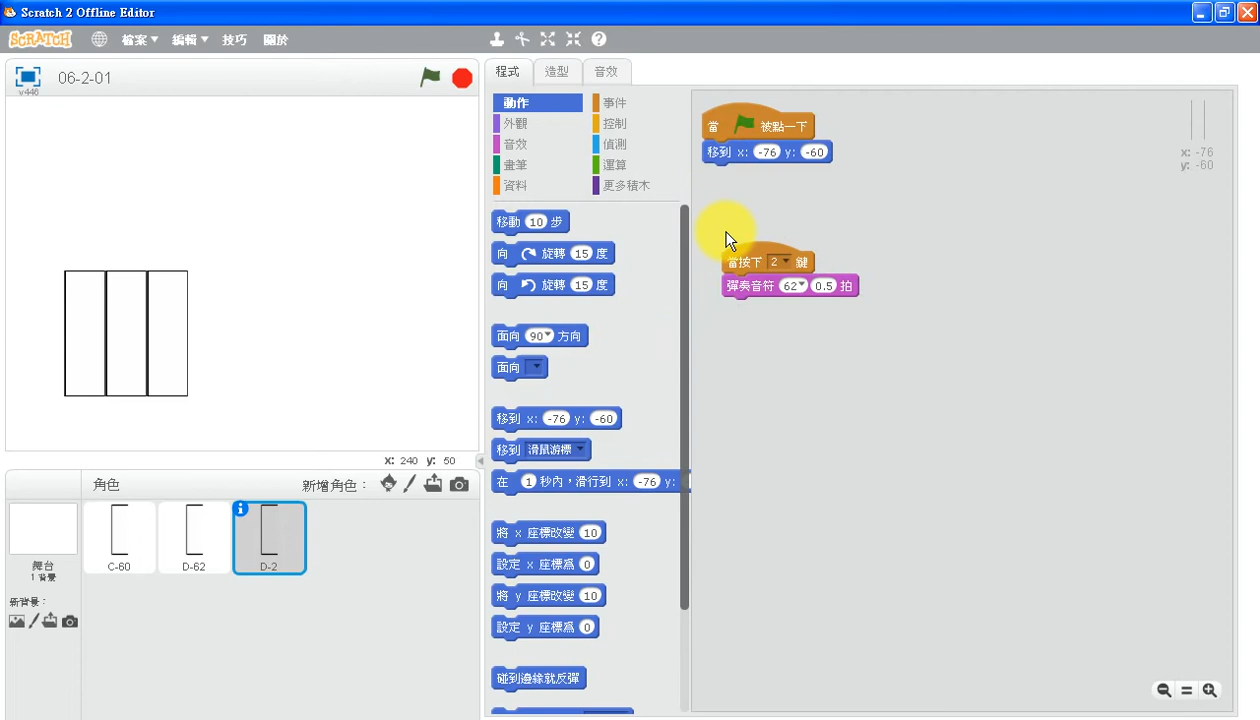 Scratch 2 Offline Editor
SCRATCH 檔案 編輯 技巧 關於
v446 06-2-01
程式 造型 音效
動作 事件
外觀 控制
音效 偵測
畫筆 運算
資料 更多積木
移動 10 步
向 旋轉 15 度
向 旋轉 15 度
面向 90 方向
面向
移到 x: -76 y: -60
移到 滑鼠游標
在 1 秒內，滑行到 x: -76 y:
將 x 座標改變 10
設定 x 座標為 0
將 y 座標改變 10
設定 y 座標為 0
碰到邊緣就反彈
當 被點一下
移到 x: -76 y: -60
當按下 2 鍵
彈奏音符 62 0.5 拍
x: -76
y: -60
x: 240 y: 50
角色 新增角色：
舞台
1 背景
新背景：
C-60 D-62 D-2